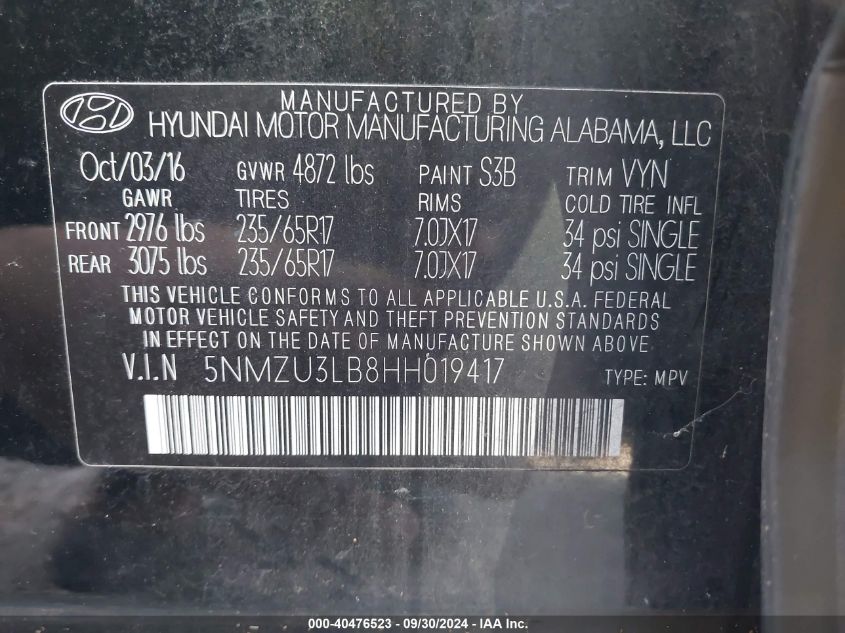 MANUFACTURED BY
HYUNDAI MOTOR MANUFACTURING ALABAMA, LLC
Oct/03/16 GVWR 4872 lbs PAINT S3B TRIM VYN
GAWR TIRES RIMS COLD TIRE INFL
FRONT 2976 lbs 235/65R17 7.0JX17 34 psi SINGLE
REAR 3075 lbs 235/65R17 7.0JX17 34 psi SINGLE
THIS VEHICLE CONFORMS TO ALL APPLICABLE U.S.A. FEDERAL
MOTOR VEHICLE SAFETY AND THEFT PREVENTION STANDARDS
IN EFFECT ON THE DATE OF MANUFACTURE SHOWN ABOVE
V.I.N 5NMZU3LB8HH019417 TYPE: MPV
000-40476523 - 09/30/2024 - IAAI.COM